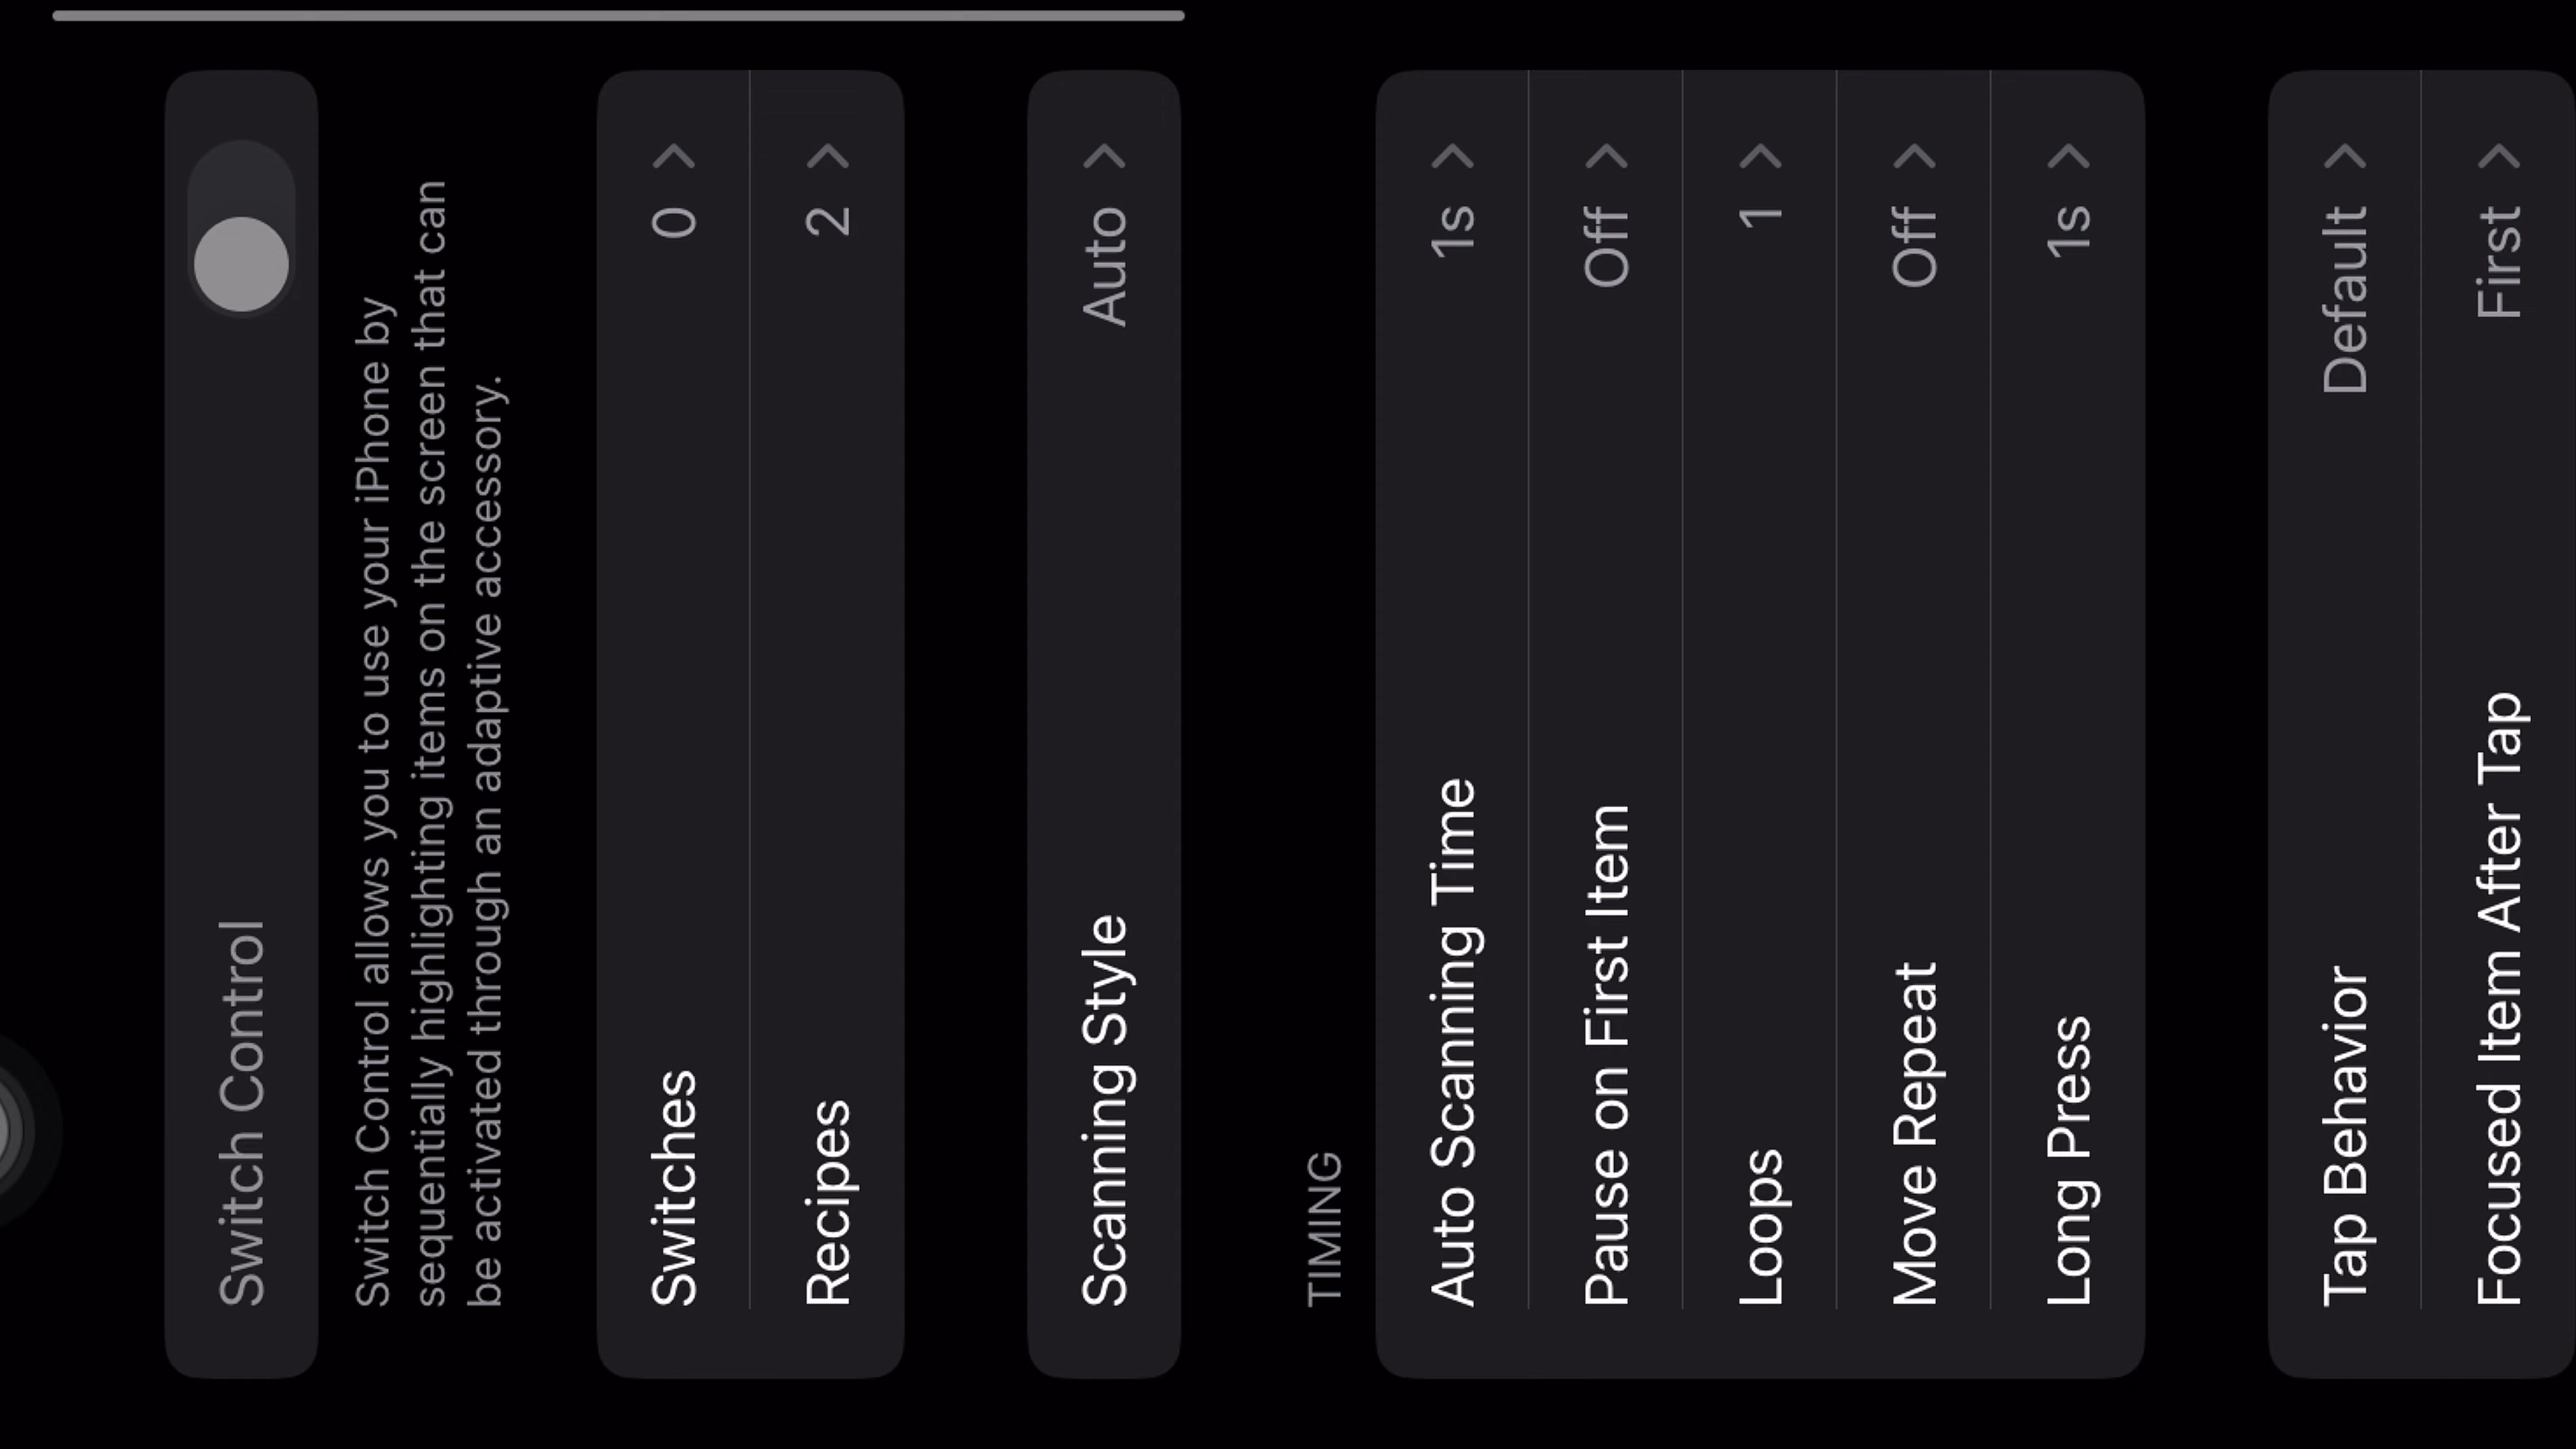 Switch Control
Switch Control allows you to use your iPhone by
sequentially highlighting items on the screen that can
be activated through an adaptive accessory.
Switches 0
Recipes 2
Scanning Style Auto
TIMING
Auto Scanning Time 1s
Pause on First Item Off
Loops 1
Move Repeat Off
Long Press 1s
Tap Behavior Default
Focused Item After Tap First